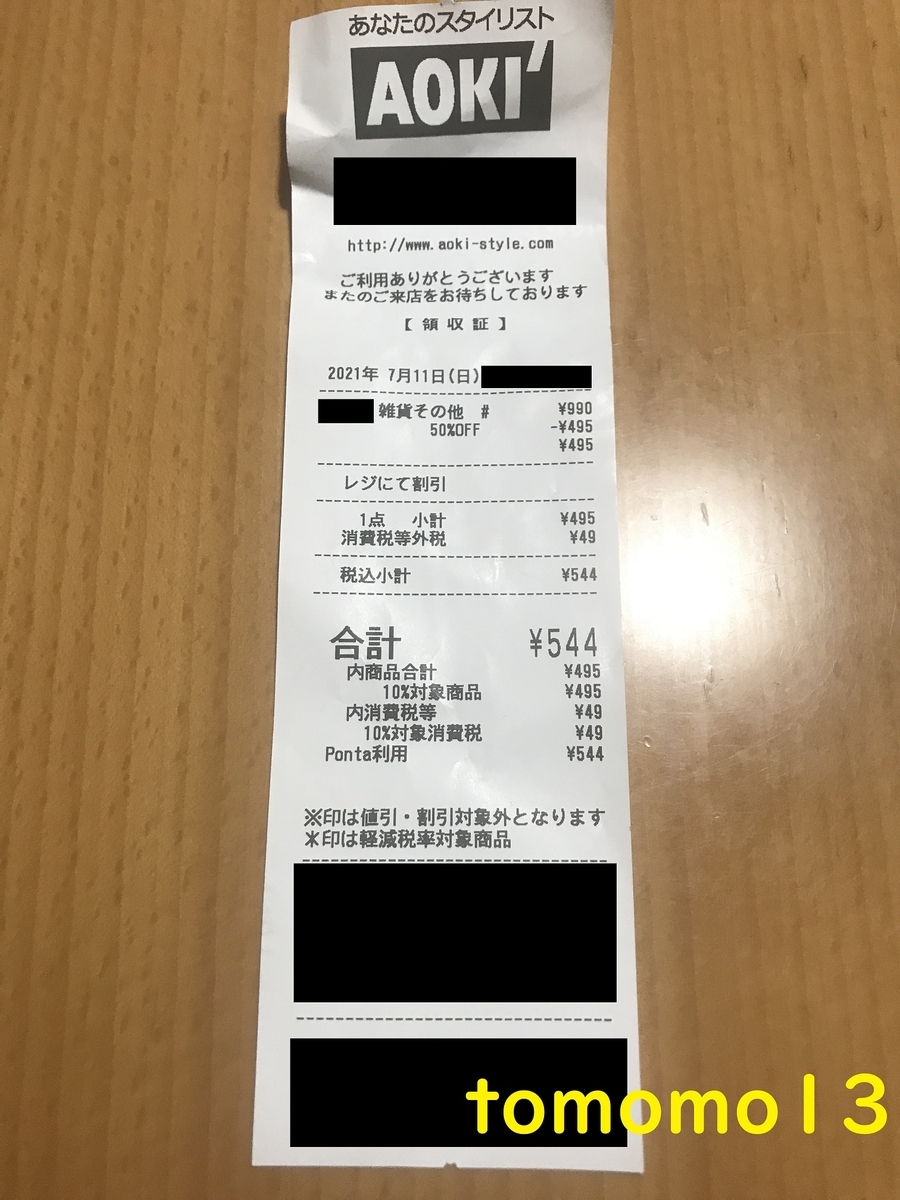 あなたのスタイリスト
AOKI'
http://www.aoki-style.com
ご利用ありがとうございます
またのご来店をお待ちしております
【 領 収 証 】
2021年 7月11日(日)
雑貨その他 # ¥990
50%OFF -¥495
¥495
レジにて割引
1点 小計 ¥495
消費税等外税 ¥49
税込小計 ¥544
合計 ¥544
内商品合計 ¥495
10%対象商品 ¥495
内消費税等 ¥49
10%対象消費税 ¥49
Ponta利用 ¥544
※印は値引・割引対象外となります
*印は軽減税率対象商品
tomomo13